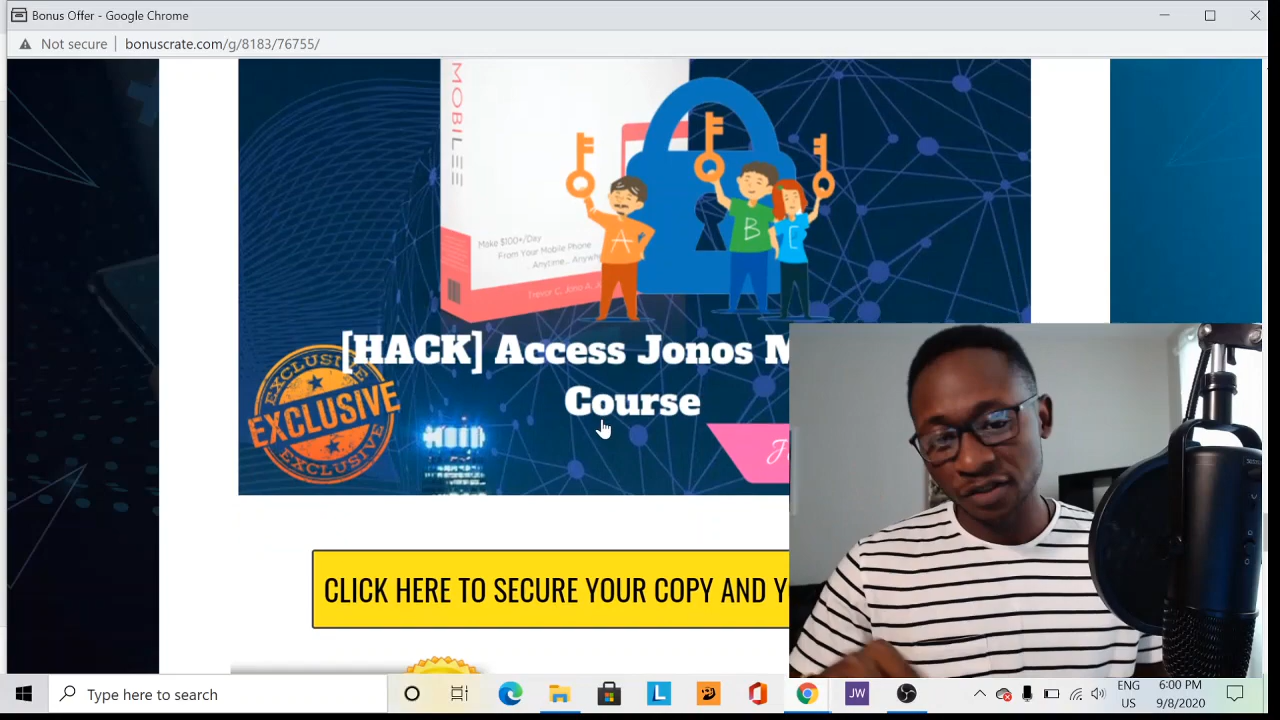 Bonus Offer - Google Chrome
Not secure
bonuscrate.com/g/8183/76755/
MOBILEE
Make $100+/Day
From Your Mobile Phone
Anytime...
A
B
C
[HACK] Access Jonos M
Course
EXCLUSIVE
EXCLUSIVE
EXCLUSIVE
CLICK HERE TO SECURE YOUR COPY AND Y
Type here to search
L
JW
ENG
US
6:00 PM
9/8/2020